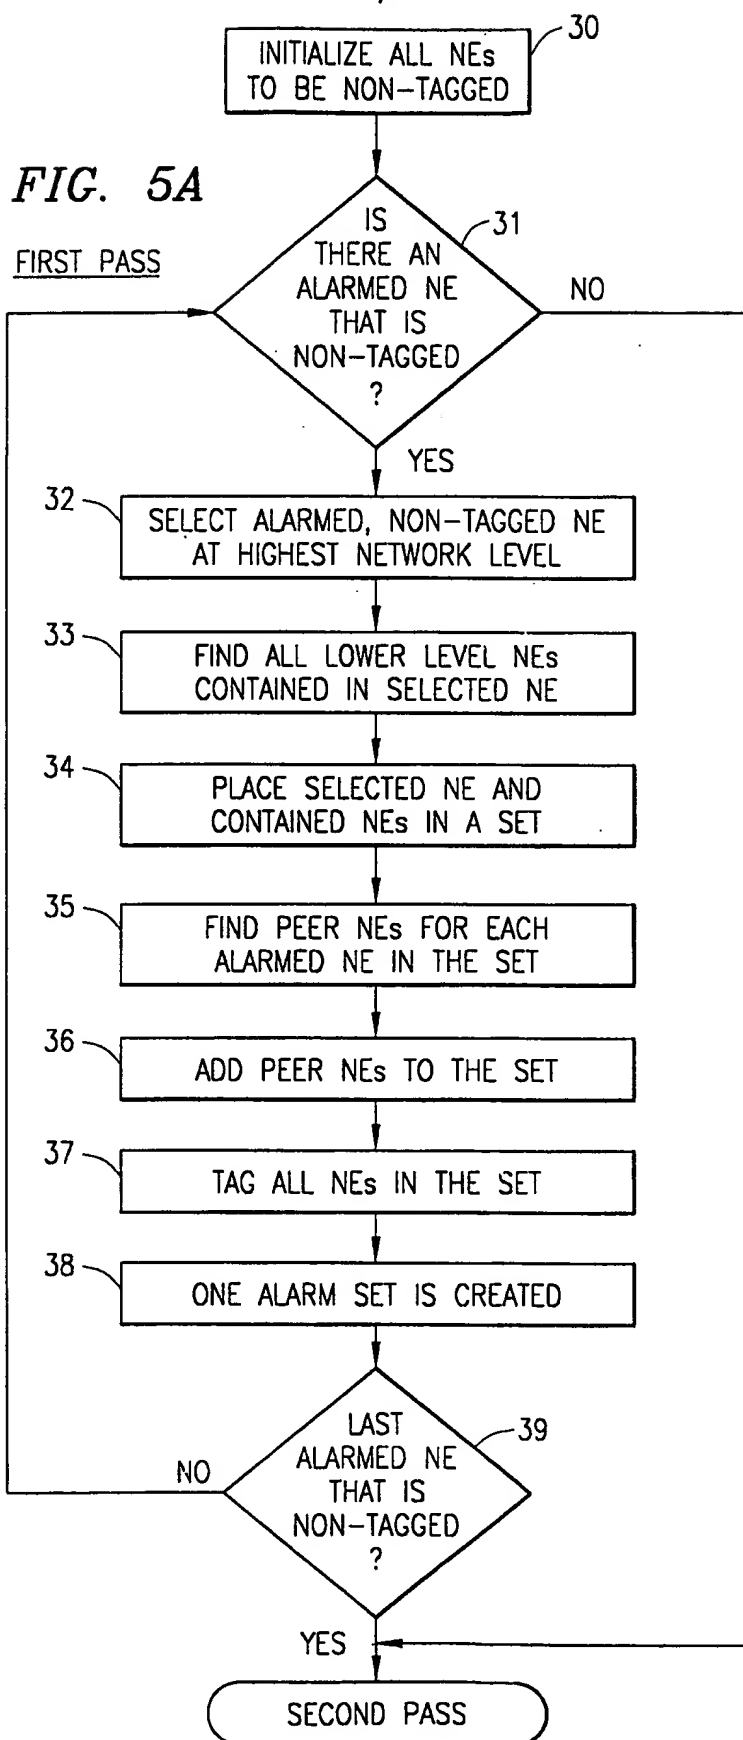 30
INITIALIZE ALL NEs
TO BE NON-TAGGED
FIG. 5A
FIRST PASS
31
IS
THERE AN
ALARMED NE
THAT IS
NON-TAGGED
?
NO
YES
32
SELECT ALARMED, NON-TAGGED NE
AT HIGHEST NETWORK LEVEL
33
FIND ALL LOWER LEVEL NEs
CONTAINED IN SELECTED NE
34
PLACE SELECTED NE AND
CONTAINED NEs IN A SET
35
FIND PEER NEs FOR EACH
ALARMED NE IN THE SET
36
ADD PEER NEs TO THE SET
37
TAG ALL NEs IN THE SET
38
ONE ALARM SET IS CREATED
39
LAST
ALARMED NE
THAT IS
NON-TAGGED
?
NO
YES
SECOND PASS